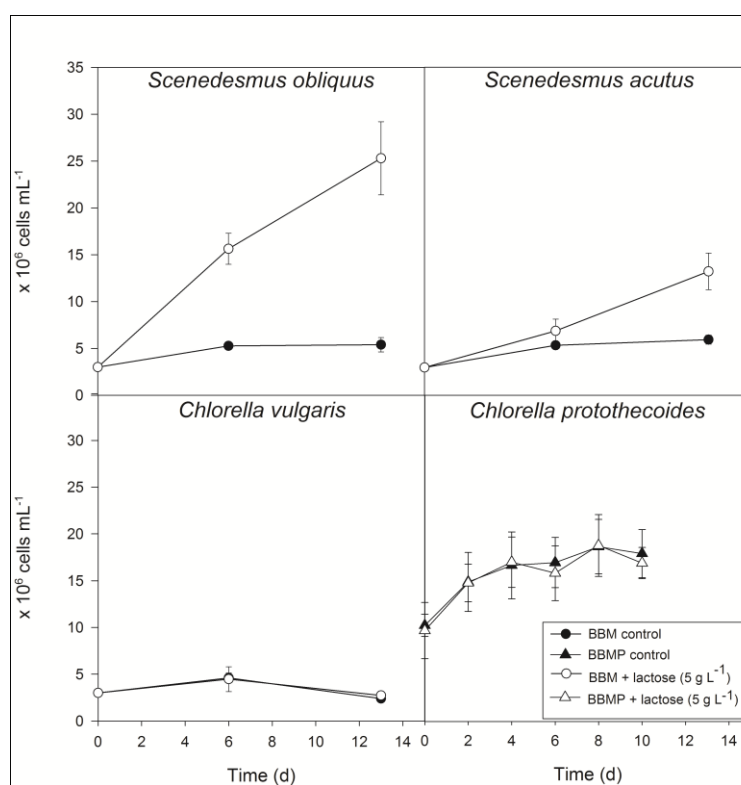 Scenedesmus obliquus
Scenedesmus acutus
35
30
25
20
15
10
5
0
x 10⁶ cells mL⁻¹
Chlorella vulgaris
Chlorella protothecoides
30
25
20
15
10
5
0
x 10⁶ cells mL⁻¹
BBM control
BBMP control
BBM + lactose (5 g L⁻¹)
BBMP + lactose (5 g L⁻¹)
0 2 4 6 8 10 12 14
0 2 4 6 8 10 12 14
Time (d)
Time (d)